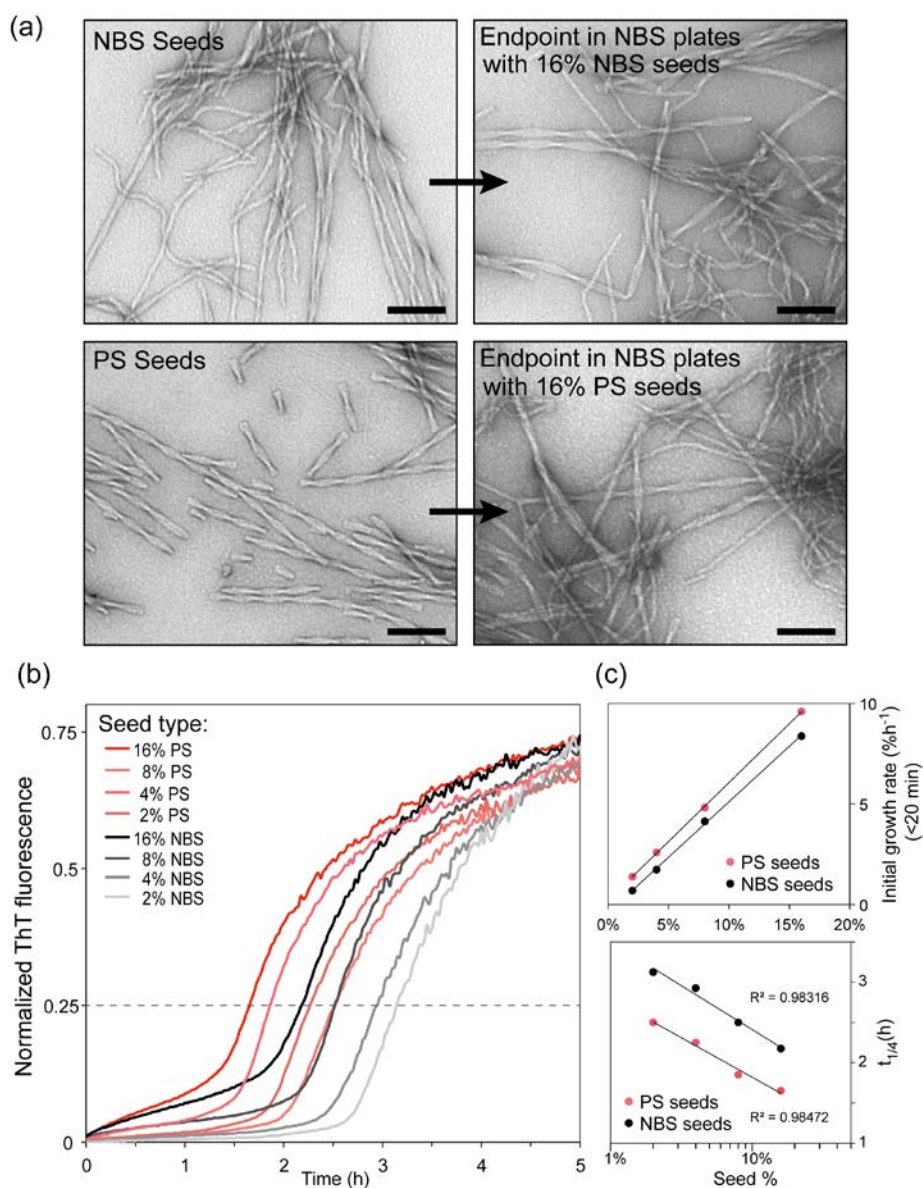 (a)
NBS Seeds
Endpoint in NBS plates
with 16% NBS seeds
PS Seeds
Endpoint in NBS plates
with 16% PS seeds
(b)
Seed type:
16% PS
8% PS
4% PS
2% PS
16% NBS
8% NBS
4% NBS
2% NBS
Normalized ThT fluorescence
0.75
0.5
0.25
0
0
1
2
3
4
5
Time (h)
(c)
10
5
0
Initial growth rate (%h⁻¹)
(<20 min)
PS seeds
NBS seeds
0%
5%
10%
15%
20%
R² = 0.98316
R² = 0.98472
PS seeds
NBS seeds
3
2
1
t1/4(h)
1%
10%
Seed %